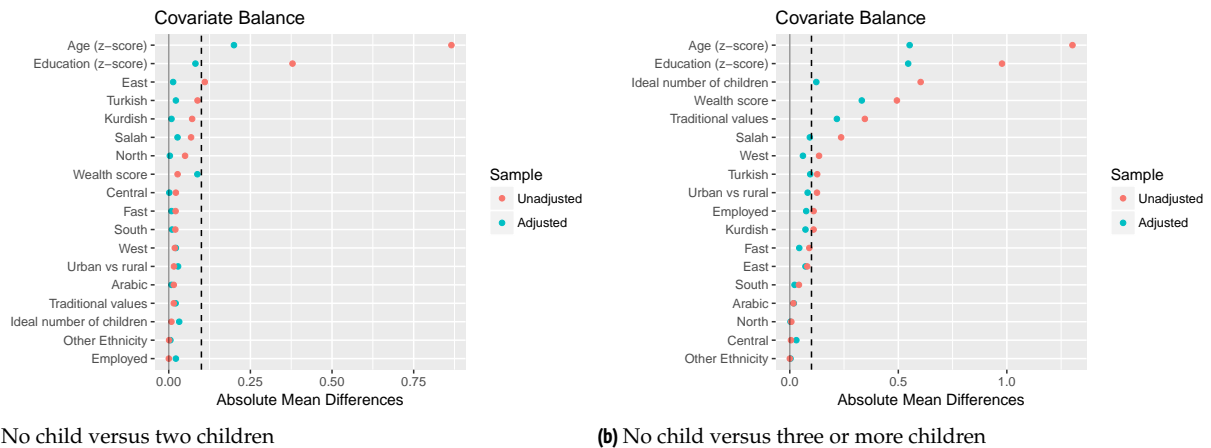 Covariate Balance
Age (z−score)
Education (z−score)
East
Turkish
Kurdish
Salah
North
Wealth score
Central
Fast
South
West
Urban vs rural
Arabic
Traditional values
Ideal number of children
Other Ethnicity
Employed
0.00 0.25 0.50 0.75
Absolute Mean Differences
Sample
Unadjusted
Adjusted
No child versus two children
Covariate Balance
Age (z−score)
Education (z−score)
Ideal number of children
Wealth score
Traditional values
Salah
West
Turkish
Urban vs rural
Employed
Kurdish
Fast
East
South
Arabic
North
Central
Other Ethnicity
0.0 0.5 1.0
Absolute Mean Differences
Sample
Unadjusted
Adjusted
(b) No child versus three or more children